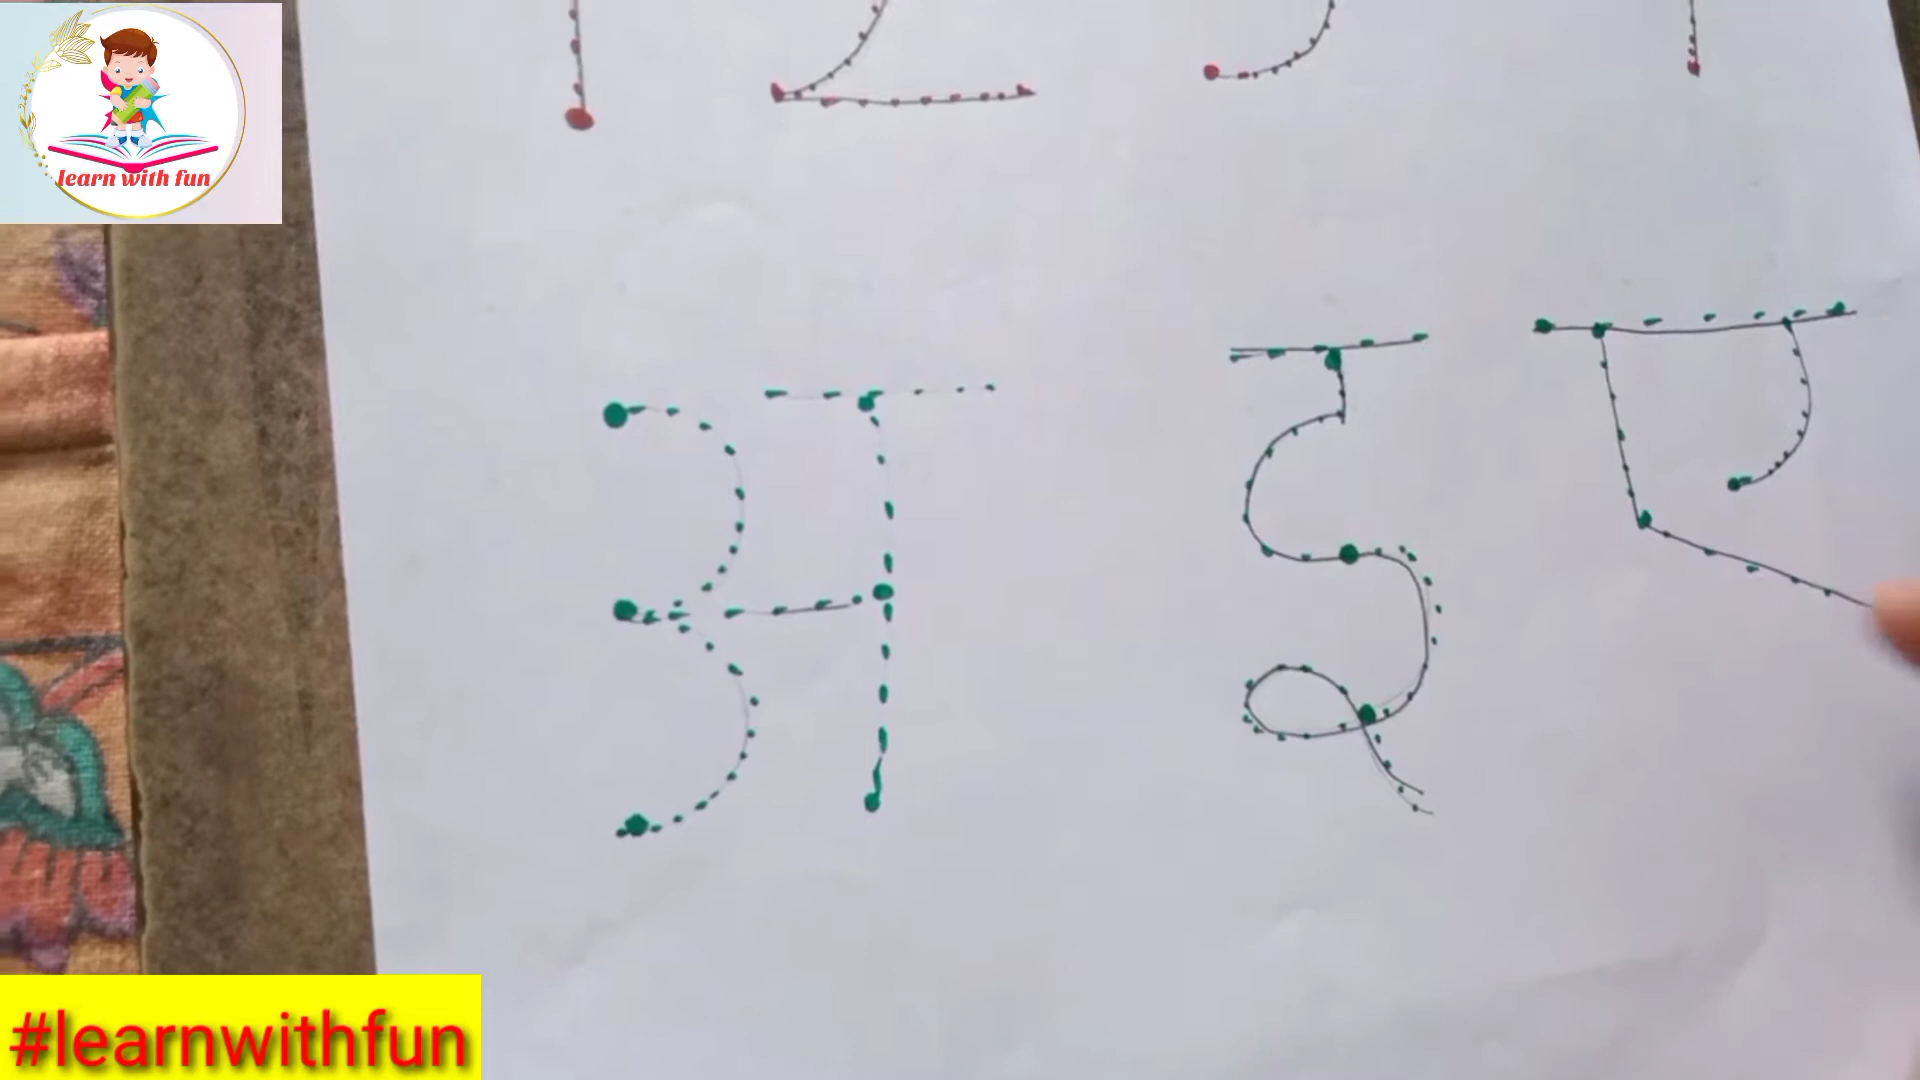 learn with fun
अ इ ए
#learnwithfun